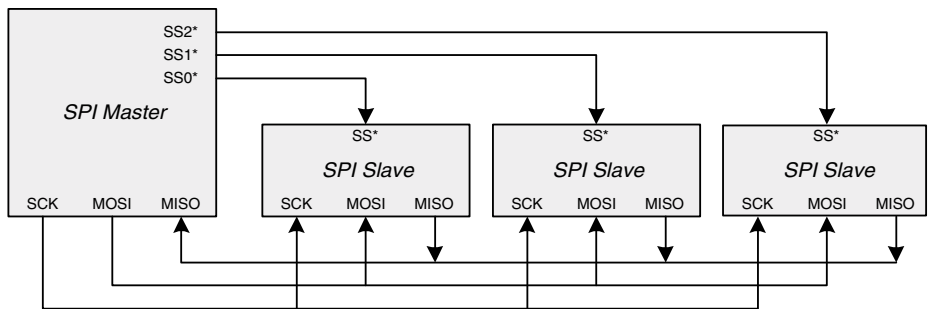 SS2*
SS1*
SS0*
SPI Master
SCK MOSI MISO
SS*
SPI Slave
SCK MOSI MISO
SS*
SPI Slave
SCK MOSI MISO
SS*
SPI Slave
SCK MOSI MISO